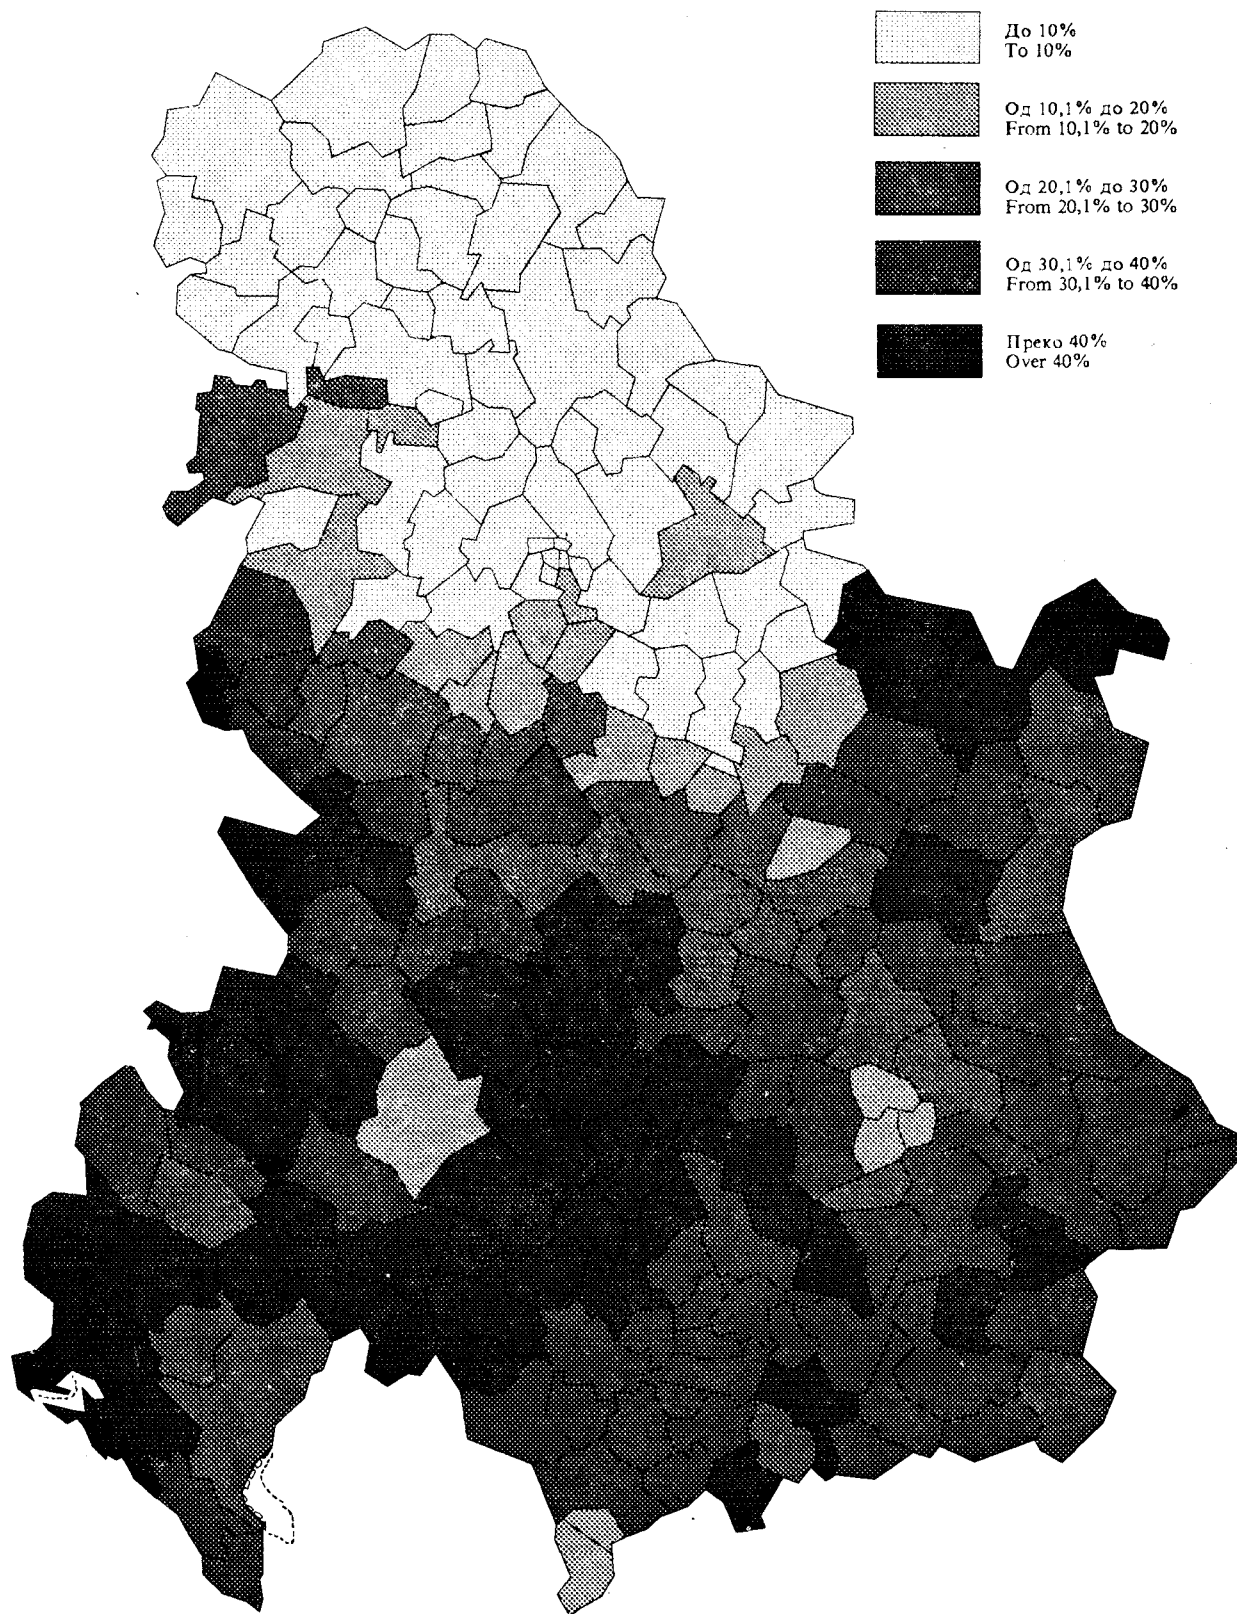 До 10%
To 10%
Од 10,1% до 20%
From 10,1% to 20%
Од 20,1% до 30%
From 20,1% to 30%
Од 30,1% до 40%
From 30,1% to 40%
Преко 40%
Over 40%